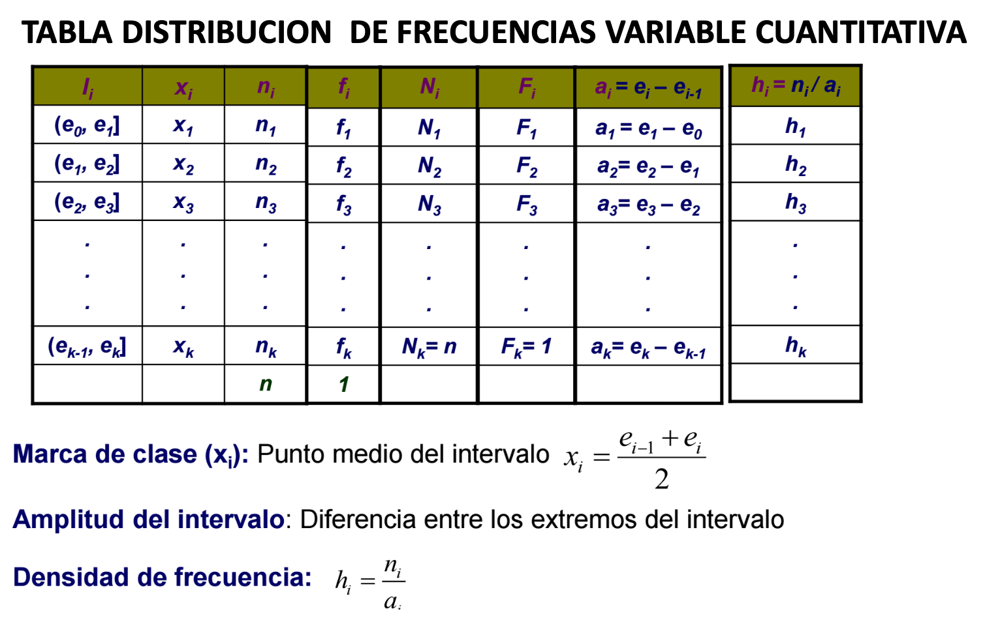 TABLA DISTRIBUCION DE FRECUENCIAS VARIABLE CUANTITATIVA
I_i x_i n_i f_i N_i F_i a_i = e_i – e_{i-1} h_i = n_i / a_i
(e_0, e_1] x_1 n_1 f_1 N_1 F_1 a_1 = e_1 – e_0 h_1
(e_1, e_2] x_2 n_2 f_2 N_2 F_2 a_2= e_2 – e_1 h_2
(e_2, e_3] x_3 n_3 f_3 N_3 F_3 a_3= e_3 – e_2 h_3
. . . . . . . .
. . . . . . . .
. . . . . . . .
(e_{k-1}, e_k] x_k n_k f_k N_k= n F_k= 1 a_k= e_k – e_{k-1} h_k
n 1
Marca de clase (x_i): Punto medio del intervalo x_i = \frac{e_{i-1} + e_i}{2}
Amplitud del intervalo: Diferencia entre los extremos del intervalo
Densidad de frecuencia: h_i = \frac{n_i}{a_i}